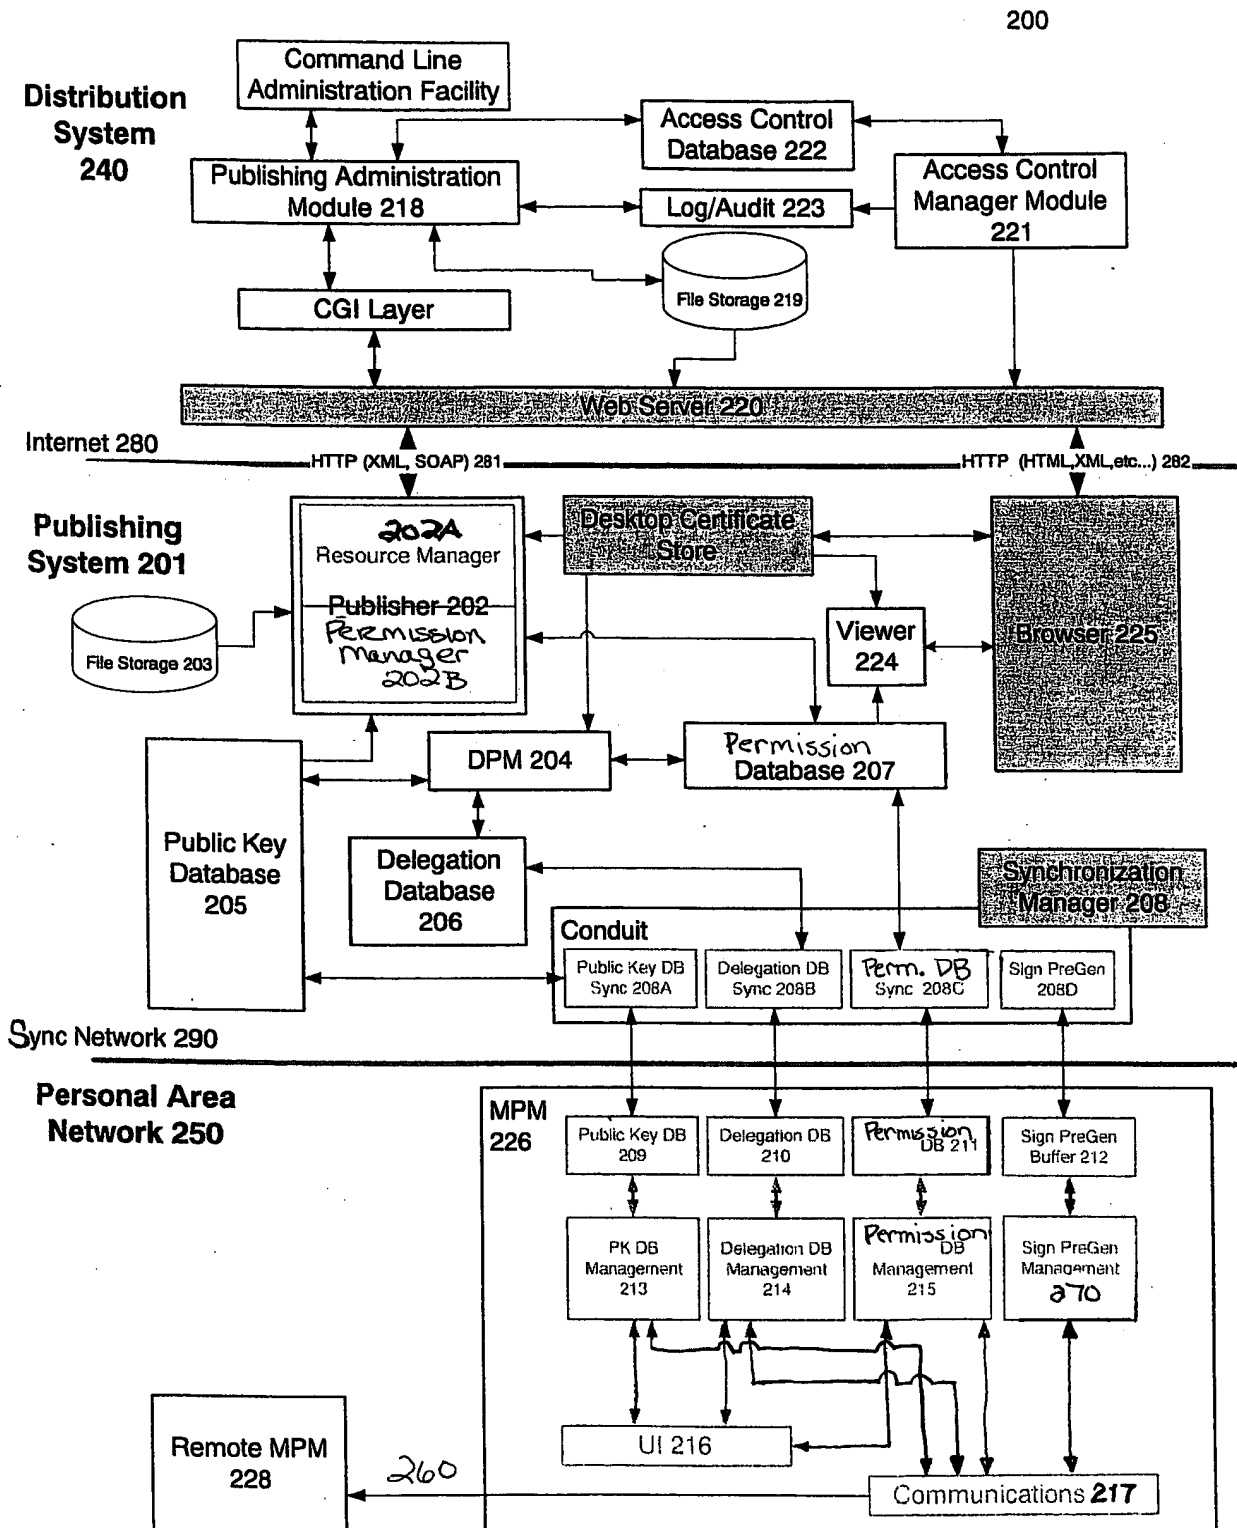 200
Command Line
Administration Facility
Distribution
System
240
Access Control
Database 222
Publishing Administration
Module 218
Access Control
Manager Module
221
Log/Audit 223
File Storage 219
CGI Layer
Web Server 220
Internet 280
HTTP (XML, SOAP) 281
HTTP (HTML,XML,etc...) 282
Publishing
System 201
202A
Resource Manager
Publisher 202
Permission
Manager
202B
Desktop Certificate
Store
File Storage 203
Viewer
224
Browser 225
DPM 204
Permission
Database 207
Public Key
Database
205
Delegation
Database
206
Synchronization
Manager 208
Conduit
Public Key DB
Sync 208A
Delegation DB
Sync 208B
Perm. DB
Sync 208C
Sign PreGen
208D
Sync Network 290
Personal Area
Network 250
MPM
226
Public Key DB
209
Delegation DB
210
Permission
DB 211
Sign PreGen
Buffer 212
PK DB
Management
213
Delegation DB
Management
214
Permission
DB
Management
215
Sign PreGen
Management
270
UI 216
Remote MPM
228
260
Communications 217